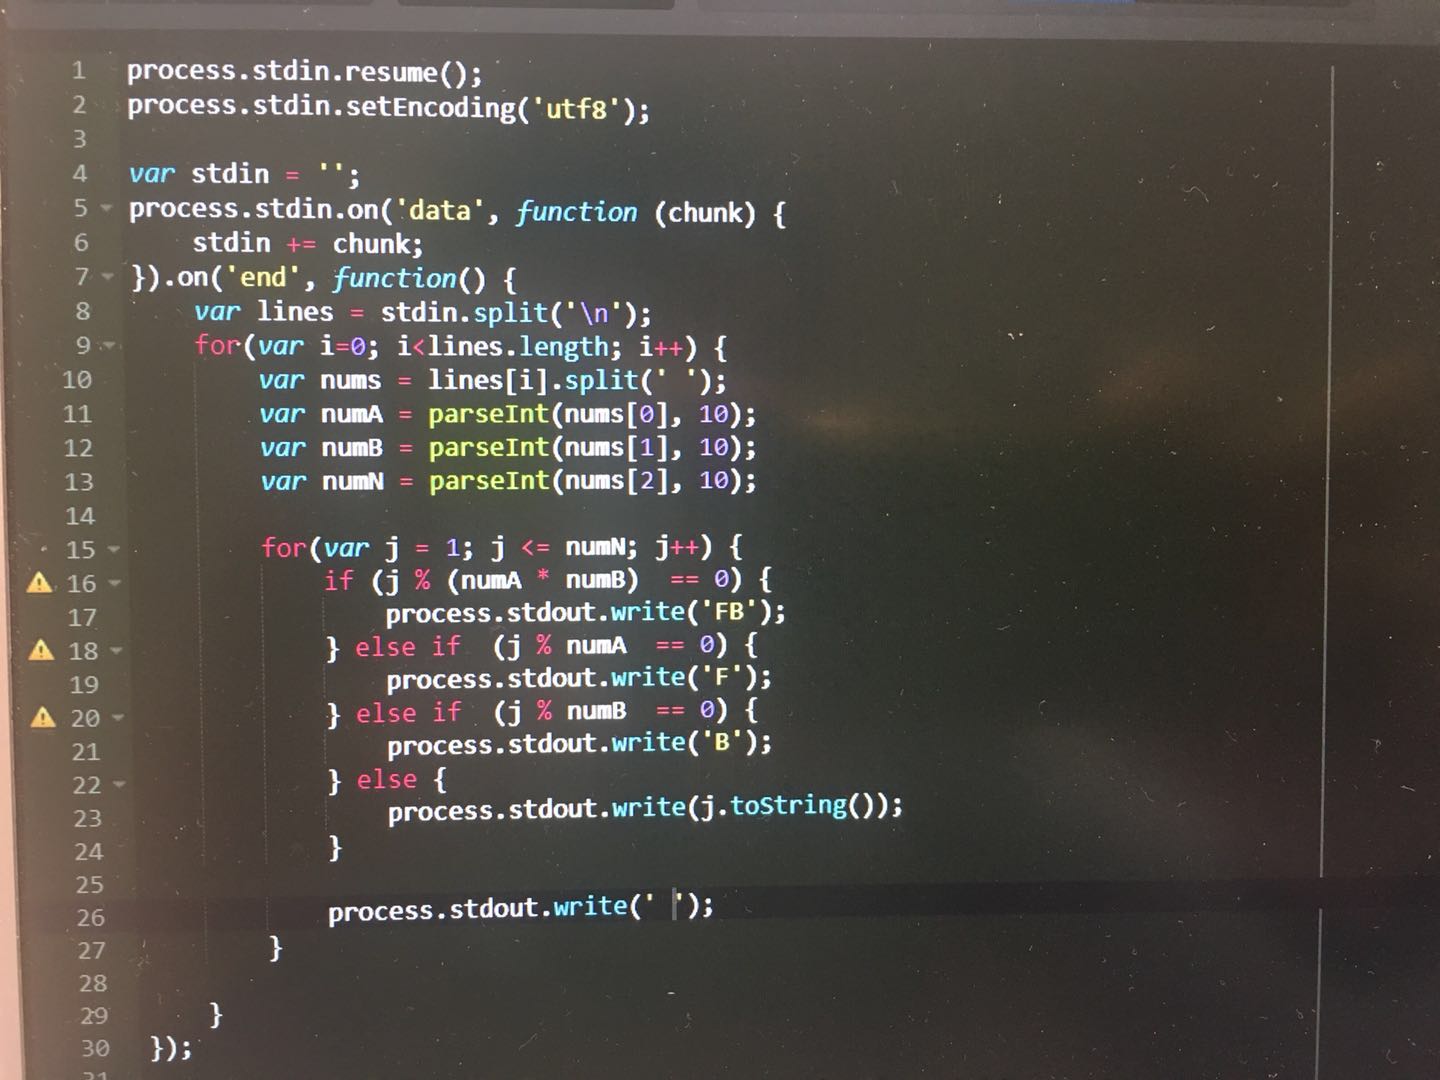 1 process.stdin.resume();
2 process.stdin.setEncoding('utf8');
3
4 var stdin = '';
5 process.stdin.on('data', function (chunk) {
6     stdin += chunk;
7 }).on('end', function() {
8     var lines = stdin.split('\n');
9     for(var i=0; i<lines.length; i++) {
10         var nums = lines[i].split(' ');
11         var numA = parseInt(nums[0], 10);
12         var numB = parseInt(nums[1], 10);
13         var numN = parseInt(nums[2], 10);
14
15         for(var j = 1; j <= numN; j++) {
16             if (j % (numA * numB)  == 0) {
17                 process.stdout.write('FB');
18             } else if  (j % numA  == 0) {
19                 process.stdout.write('F');
20             } else if  (j % numB  == 0) {
21                 process.stdout.write('B');
22             } else {
23                 process.stdout.write(j.toString());
24             }
25
26             process.stdout.write(' ');
27         }
28
29     }
30 });
31